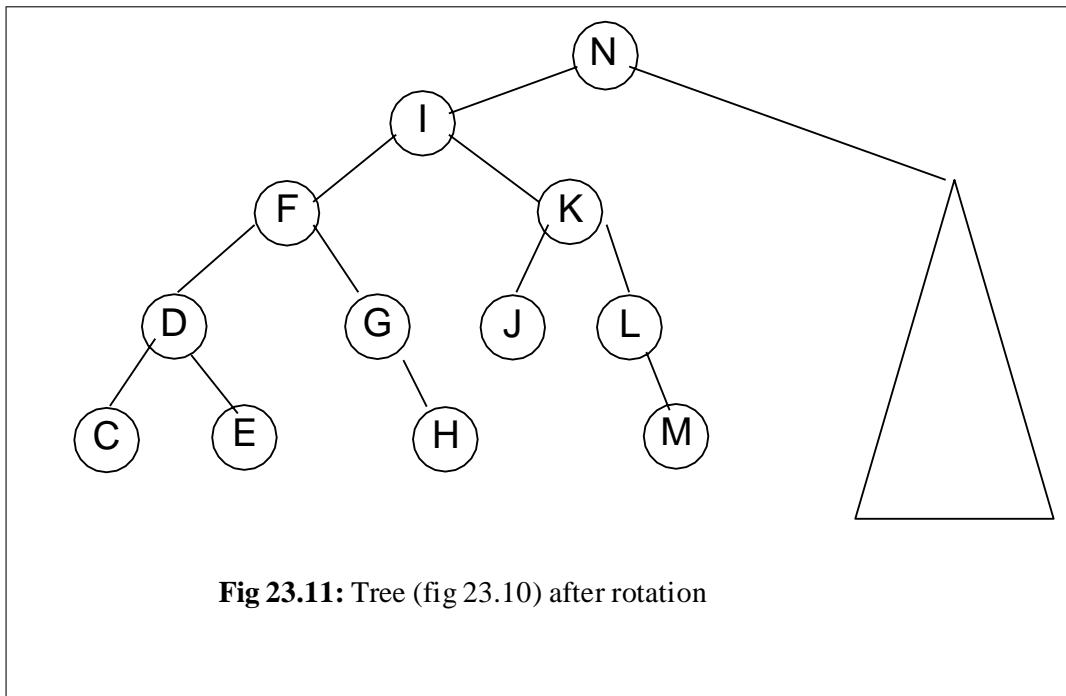 N
I
F K
D G J L
C E H M
Fig 23.11: Tree (fig 23.10) after rotation